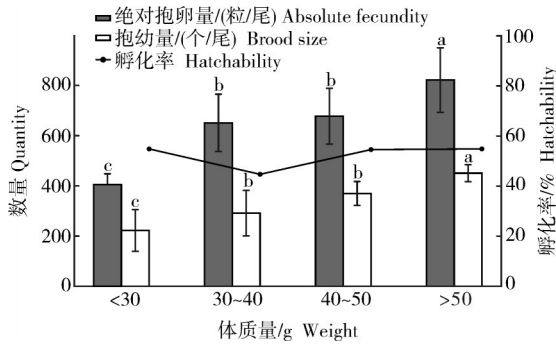 绝对抱卵量/(粒/尾) Absolute fecundity
抱幼量/(个/尾) Brood size
孵化率 Hatchability
数量 Quantity
800
600
400
200
0
100
80
60
40
20
0
孵化率/% Hatchability
c
c
b
b
b
b
a
a
<30
30~40
40~50
>50
体质量/g Weight